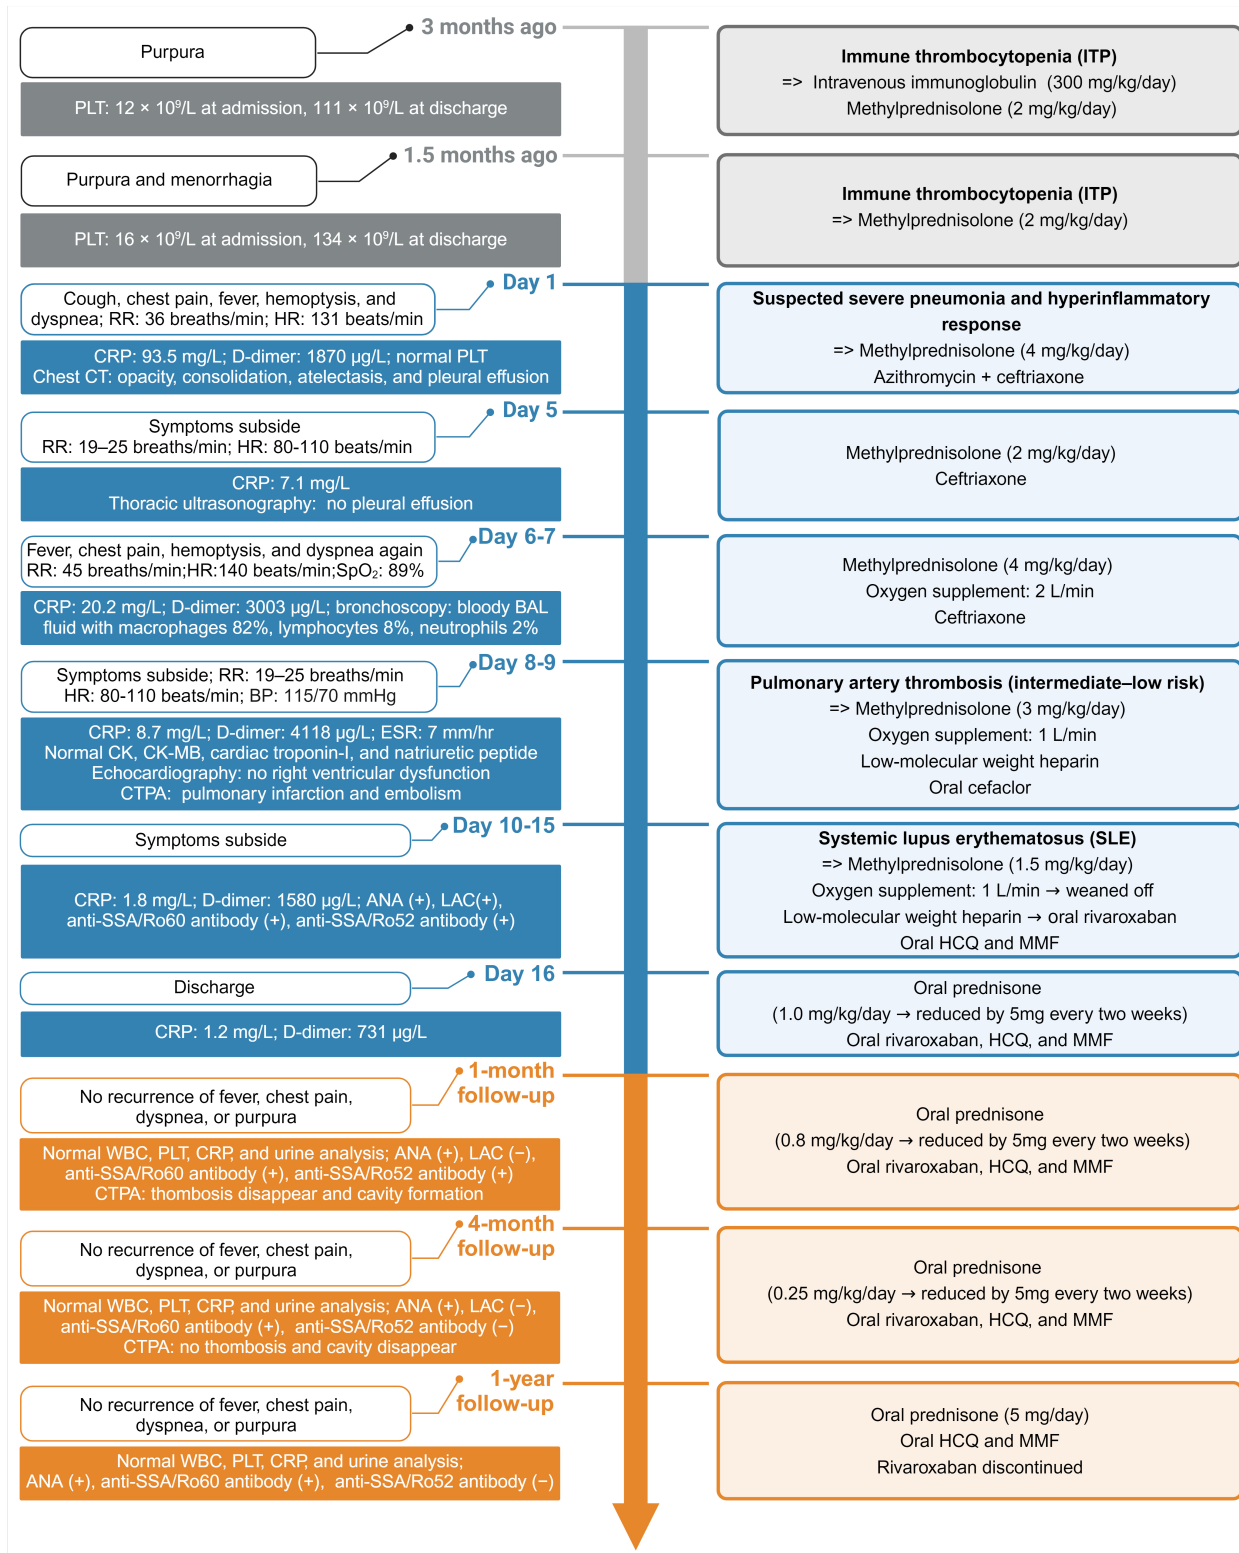 3 months ago
Purpura
PLT: 12 × 10⁹/L at admission, 111 × 10⁹/L at discharge
Immune thrombocytopenia (ITP)
=> Intravenous immunoglobulin (300 mg/kg/day)
Methylprednisolone (2 mg/kg/day)
1.5 months ago
Purpura and menorrhagia
PLT: 16 × 10⁹/L at admission, 134 × 10⁹/L at discharge
Immune thrombocytopenia (ITP)
=> Methylprednisolone (2 mg/kg/day)
Day 1
Cough, chest pain, fever, hemoptysis, and
dyspnea; RR: 36 breaths/min; HR: 131 beats/min
CRP: 93.5 mg/L; D-dimer: 1870 µg/L; normal PLT
Chest CT: opacity, consolidation, atelectasis, and pleural effusion
Suspected severe pneumonia and hyperinflammatory
response
=> Methylprednisolone (4 mg/kg/day)
Azithromycin + ceftriaxone
Day 5
Symptoms subside
RR: 19–25 breaths/min; HR: 80-110 beats/min
CRP: 7.1 mg/L
Thoracic ultrasonography: no pleural effusion
Methylprednisolone (2 mg/kg/day)
Ceftriaxone
Day 6-7
Fever, chest pain, hemoptysis, and dyspnea again
RR: 45 breaths/min;HR:140 beats/min;SpO₂: 89%
CRP: 20.2 mg/L; D-dimer: 3003 µg/L; bronchoscopy: bloody BAL
fluid with macrophages 82%, lymphocytes 8%, neutrophils 2%
Methylprednisolone (4 mg/kg/day)
Oxygen supplement: 2 L/min
Ceftriaxone
Day 8-9
Symptoms subside; RR: 19–25 breaths/min
HR: 80-110 beats/min; BP: 115/70 mmHg
CRP: 8.7 mg/L; D-dimer: 4118 µg/L; ESR: 7 mm/hr
Normal CK, CK-MB, cardiac troponin-I, and natriuretic peptide
Echocardiography: no right ventricular dysfunction
CTPA: pulmonary infarction and embolism
Pulmonary artery thrombosis (intermediate–low risk)
=> Methylprednisolone (3 mg/kg/day)
Oxygen supplement: 1 L/min
Low-molecular weight heparin
Oral cefaclor
Day 10-15
Symptoms subside
CRP: 1.8 mg/L; D-dimer: 1580 µg/L; ANA (+), LAC(+),
anti-SSA/Ro60 antibody (+), anti-SSA/Ro52 antibody (+)
Systemic lupus erythematosus (SLE)
=> Methylprednisolone (1.5 mg/kg/day)
Oxygen supplement: 1 L/min → weaned off
Low-molecular weight heparin → oral rivaroxaban
Oral HCQ and MMF
Day 16
Discharge
CRP: 1.2 mg/L; D-dimer: 731 µg/L
Oral prednisone
(1.0 mg/kg/day → reduced by 5mg every two weeks)
Oral rivaroxaban, HCQ, and MMF
1-month
follow-up
No recurrence of fever, chest pain,
dyspnea, or purpura
Normal WBC, PLT, CRP, and urine analysis; ANA (+), LAC (−),
anti-SSA/Ro60 antibody (+), anti-SSA/Ro52 antibody (+)
CTPA: thrombosis disappear and cavity formation
Oral prednisone
(0.8 mg/kg/day → reduced by 5mg every two weeks)
Oral rivaroxaban, HCQ, and MMF
4-month
follow-up
No recurrence of fever, chest pain,
dyspnea, or purpura
Normal WBC, PLT, CRP, and urine analysis; ANA (+), LAC (−),
anti-SSA/Ro60 antibody (+), anti-SSA/Ro52 antibody (−)
CTPA: no thrombosis and cavity disappear
Oral prednisone
(0.25 mg/kg/day → reduced by 5mg every two weeks)
Oral rivaroxaban, HCQ, and MMF
1-year
follow-up
No recurrence of fever, chest pain,
dyspnea, or purpura
Normal WBC, PLT, CRP, and urine analysis;
ANA (+), anti-SSA/Ro60 antibody (+), anti-SSA/Ro52 antibody (−)
Oral prednisone (5 mg/day)
Oral HCQ and MMF
Rivaroxaban discontinued